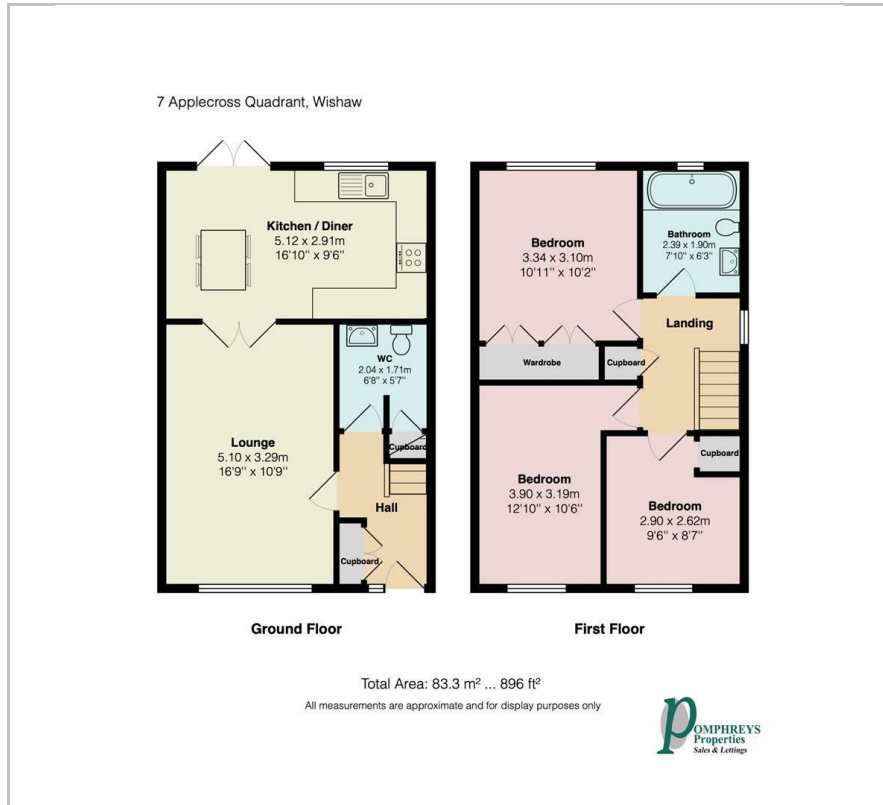 7 Applecross Quadrant, Wishaw
Kitchen / Diner
5.12 x 2.91m
16'10" x 9'6"
WC
2.04 x 1.71m
6'8" x 5'7"
Cupboard
Lounge
5.10 x 3.29m
16'9" x 10'9"
Hall
Cupboard
Ground Floor
Bedroom
3.34 x 3.10m
10'11" x 10'2"
Bathroom
2.39 x 1.90m
7'10" x 6'3"
Landing
Wardrobe
Cupboard
Bedroom
3.90 x 3.19m
12'10" x 10'6"
Cupboard
Bedroom
2.90 x 2.62m
9'6" x 8'7"
First Floor
Total Area: 83.3 m² ... 896 ft²
All measurements are approximate and for display purposes only
POMPHREYS
Properties
Sales & Lettings